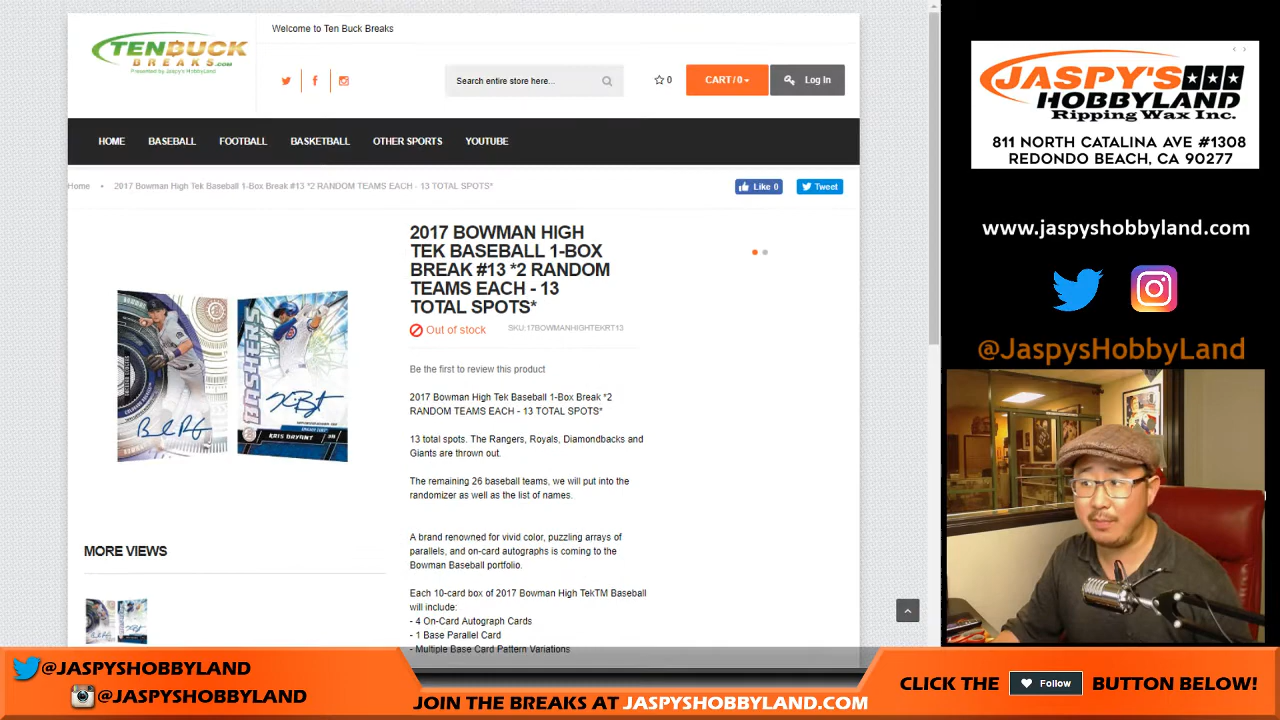 TENBUCK
BREAKS.COM
Presented by Jaspy's Hobbyland
Welcome to Ten Buck Breaks
Search entire store here...
0
CART / 0
Log In
HOME
BASEBALL
FOOTBALL
BASKETBALL
OTHER SPORTS
YOUTUBE
Home • 2017 Bowman High Tek Baseball 1-Box Break #13 *2 RANDOM TEAMS EACH - 13 TOTAL SPOTS*
Like 0
Tweet
2017 BOWMAN HIGH
TEK BASEBALL 1-BOX
BREAK #13 *2 RANDOM
TEAMS EACH - 13
TOTAL SPOTS*
Out of stock
SKU:17BOWMANHIGHTEKRT13
Be the first to review this product
2017 Bowman High Tek Baseball 1-Box Break *2
RANDOM TEAMS EACH - 13 TOTAL SPOTS*
13 total spots. The Rangers, Royals, Diamondbacks and
Giants are thrown out.
The remaining 26 baseball teams, we will put into the
randomizer as well as the list of names.
A brand renowned for vivid color, puzzling arrays of
parallels, and on-card autographs is coming to the
Bowman Baseball portfolio.
Each 10-card box of 2017 Bowman High TekTM Baseball
will include:
- 4 On-Card Autograph Cards
- 1 Base Parallel Card
- Multiple Base Card Pattern Variations
BASHERS
KRIS BRYANT
MORE VIEWS
JASPY'S
HOBBYLAND
Ripping Wax Inc.
811 NORTH CATALINA AVE #1308
REDONDO BEACH, CA 90277
www.jaspyshobbyland.com
@JaspysHobbyLand
@JASPYSHOBBYLAND
@JASPYSHOBBYLAND
JOIN THE BREAKS AT JASPYSHOBBYLAND.COM
CLICK THE
Follow
BUTTON BELOW!